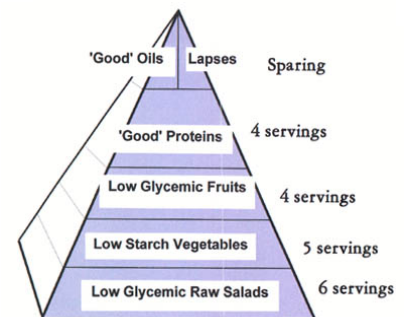 'Good' Oils Lapses Sparing
'Good' Proteins 4 servings
Low Glycemic Fruits 4 servings
Low Starch Vegetables 5 servings
Low Glycemic Raw Salads 6 servings